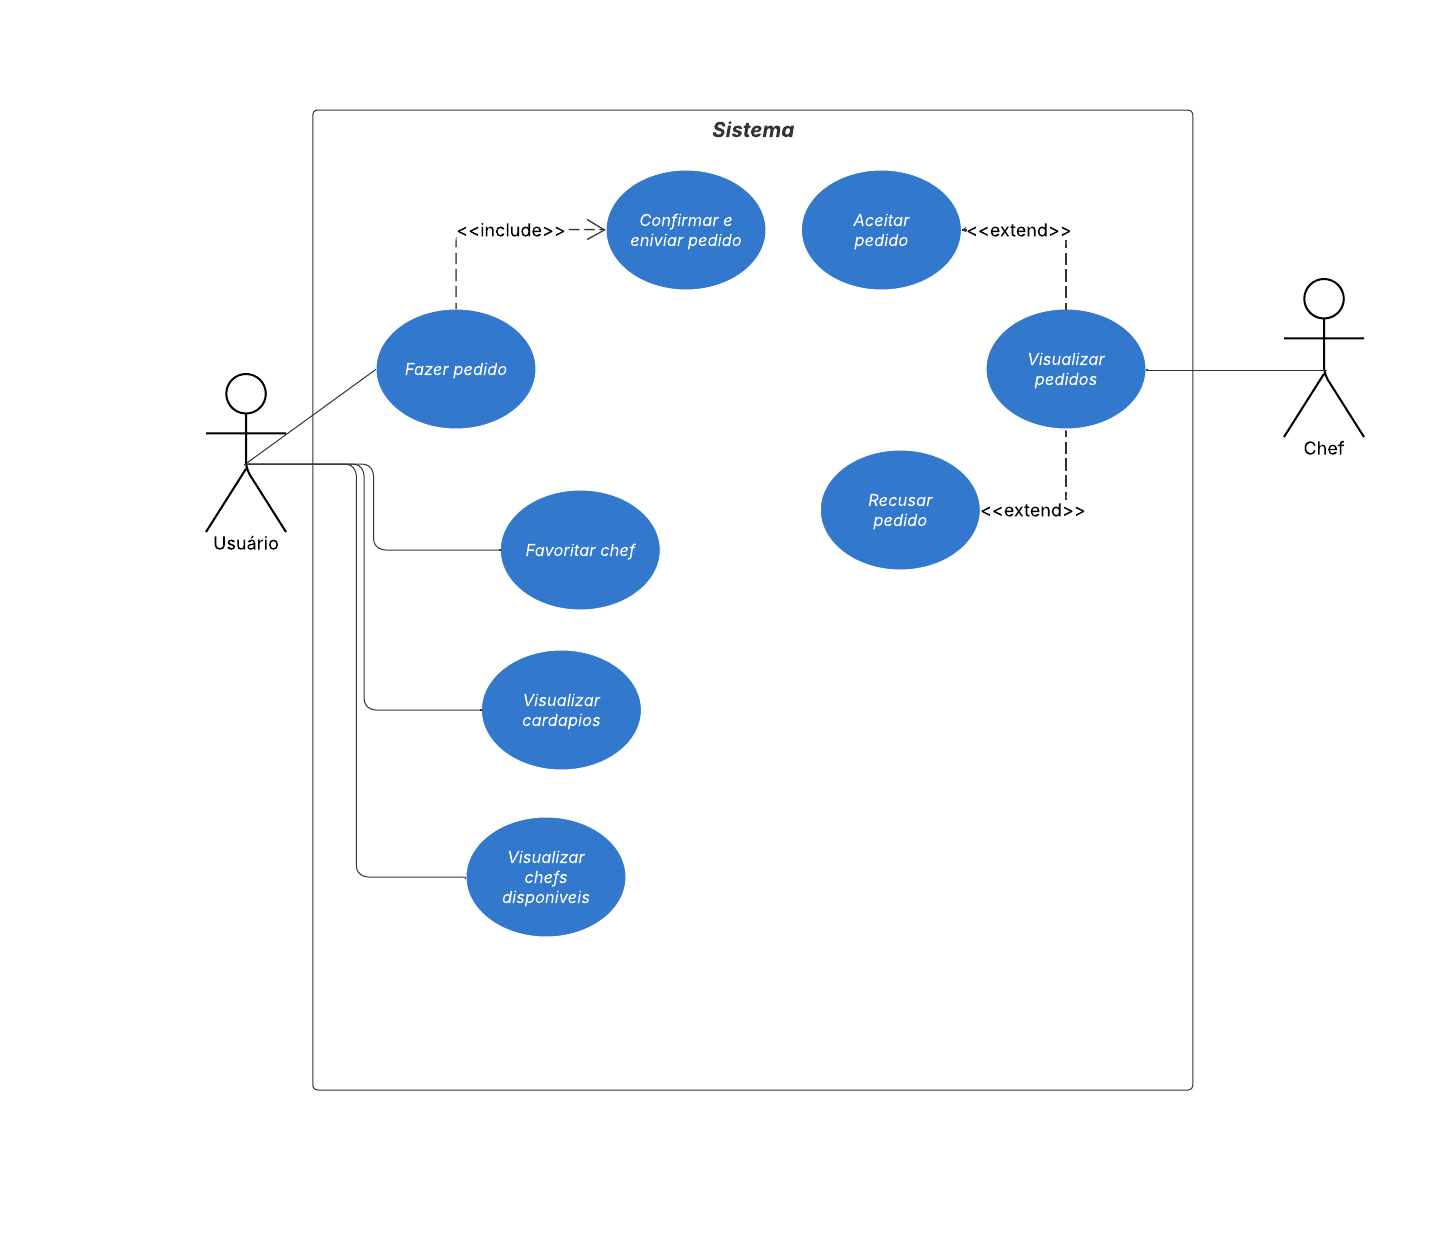 Sistema
Confirmar e
eniviar pedido
Aceitar
pedido
<<include>>
<<extend>>
Fazer pedido
Visualizar
pedidos
Chef
Recusar
pedido
<<extend>>
Usuário
Favoritar chef
Visualizar
cardapios
Visualizar
chefs
disponiveis